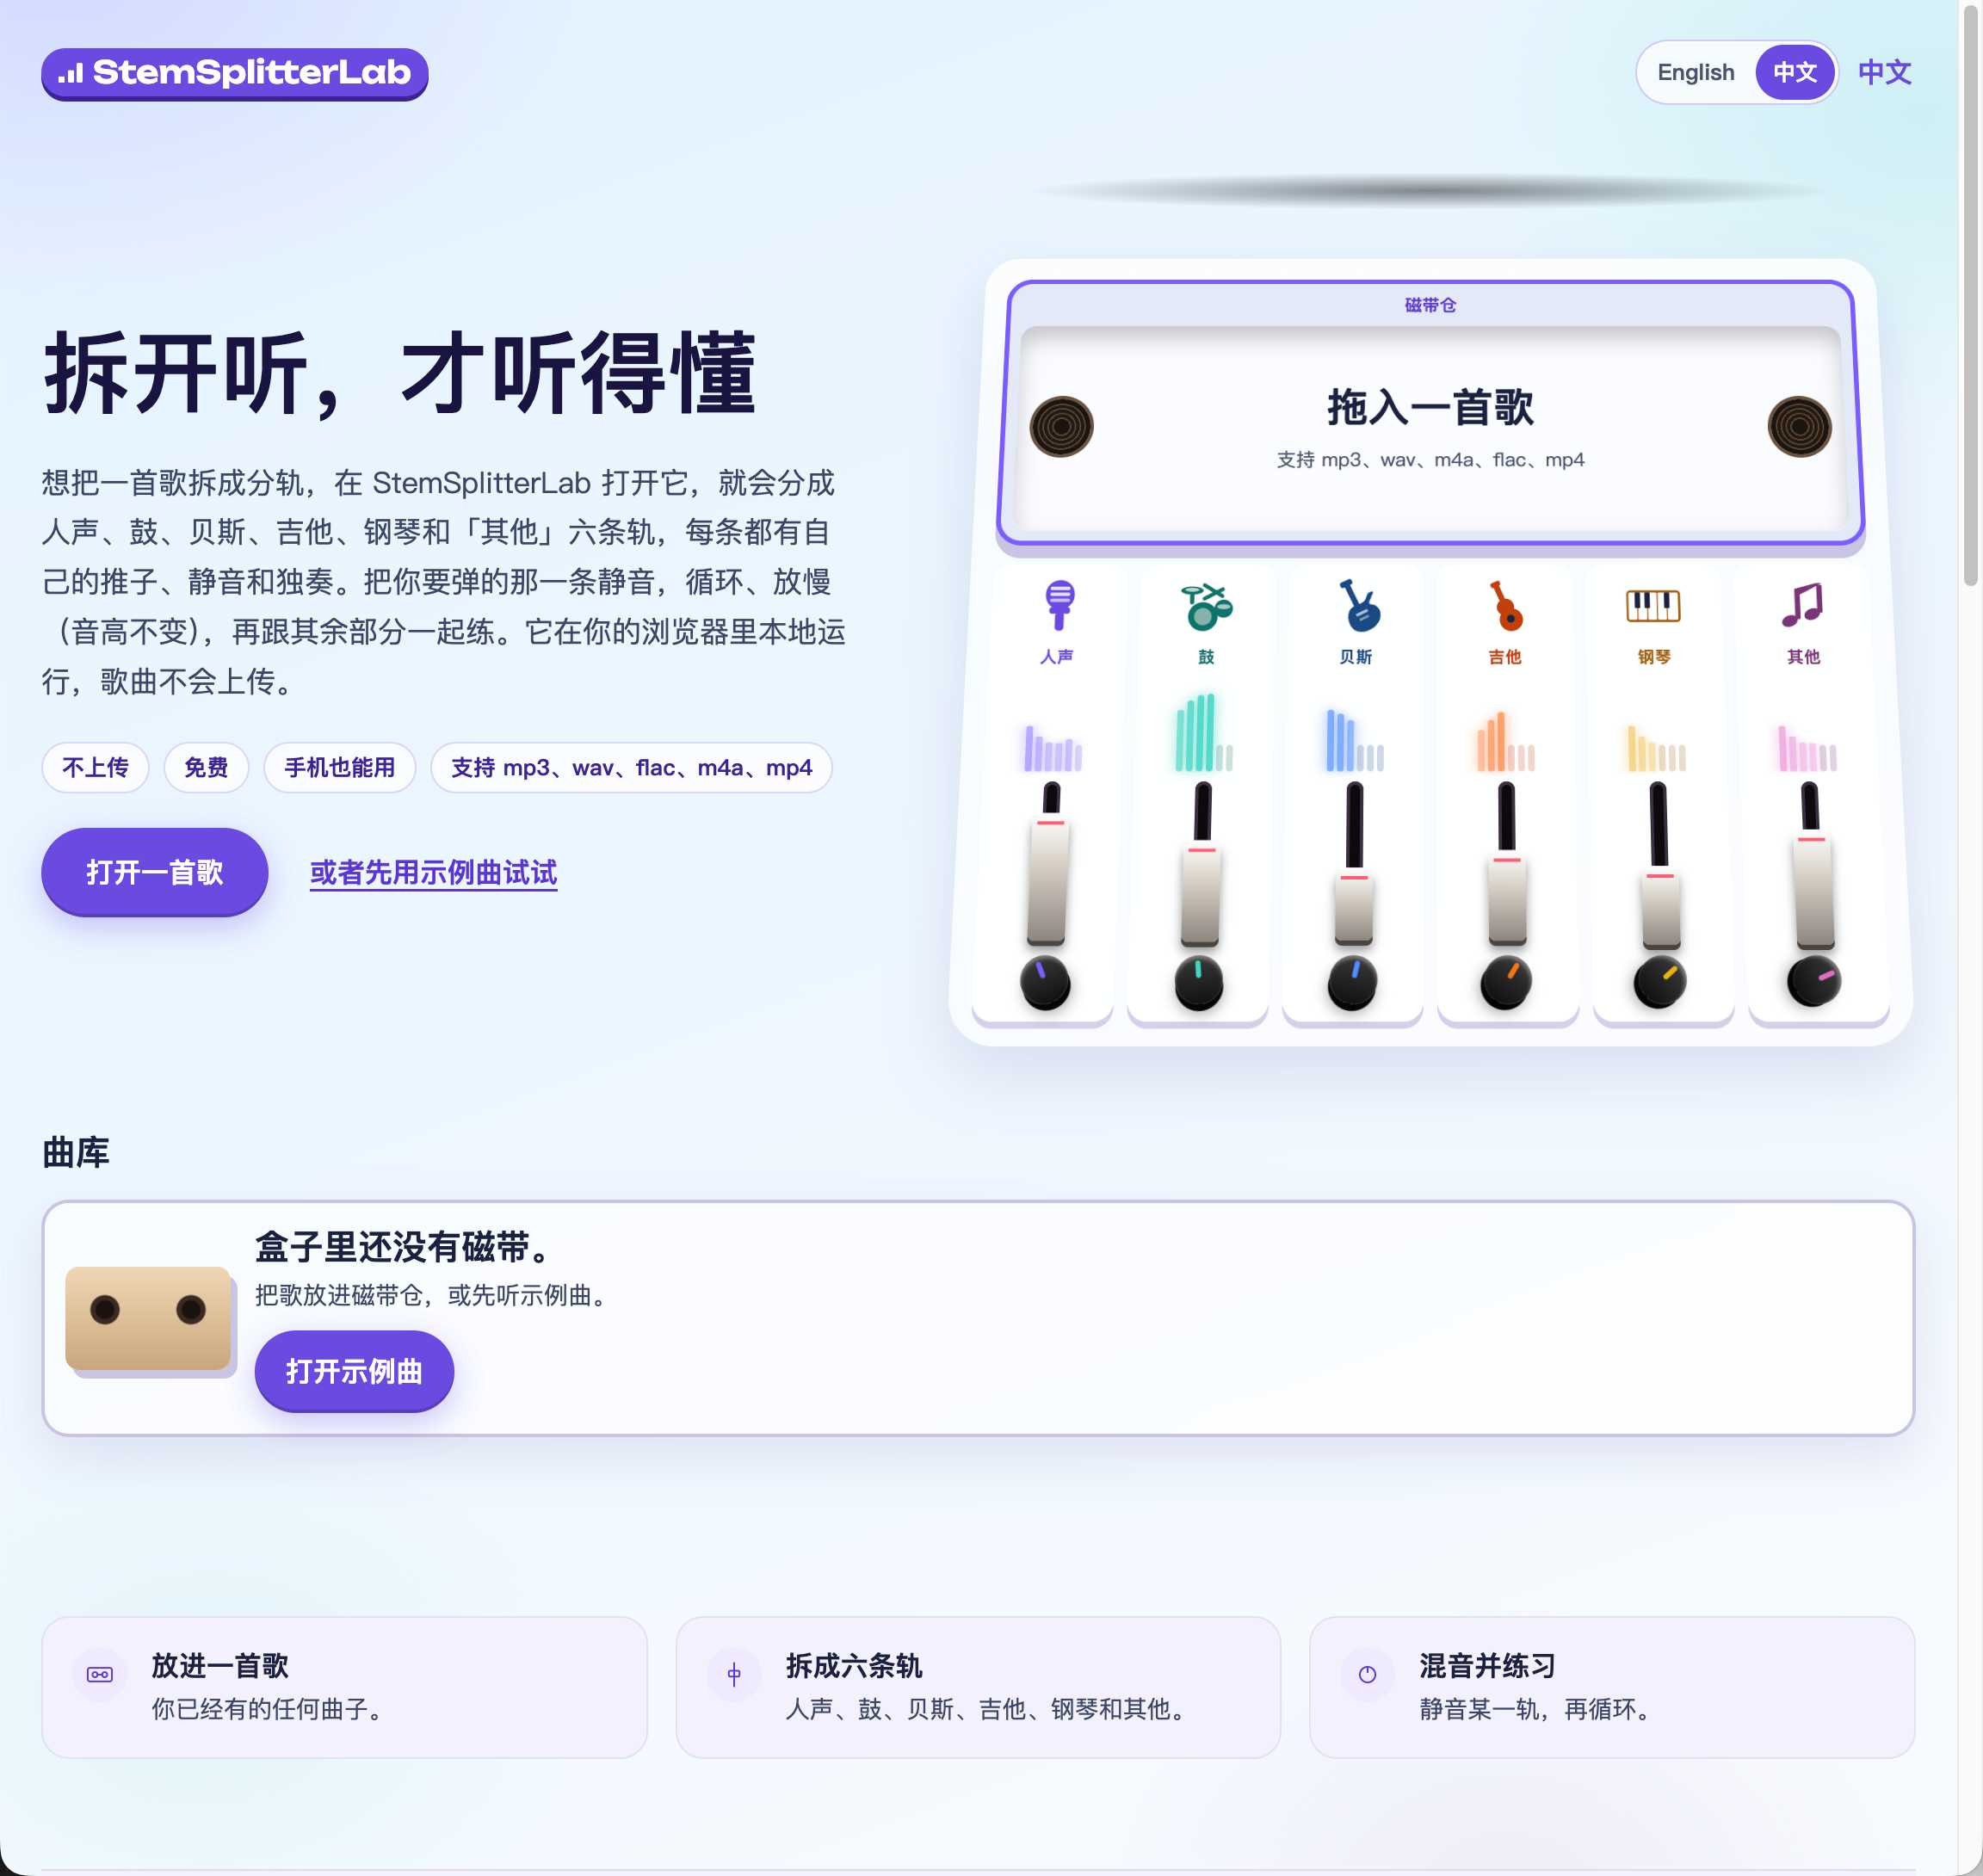 StemSplitterLab
English
中文
中文
拆开听，才听得懂
想把一首歌拆成分轨，在 StemSplitterLab 打开它，就会分成
人声、鼓、贝斯、吉他、钢琴和「其他」六条轨，每条都有自
己的推子、静音和独奏。把你要弹的那一条静音，循环、放慢
（音高不变），再跟其余部分一起练。它在你的浏览器里本地运
行，歌曲不会上传。
不上传
免费
手机也能用
支持 mp3、wav、flac、m4a、mp4
打开一首歌
或者先用示例曲试试
磁带仓
拖入一首歌
支持 mp3、wav、m4a、flac、mp4
人声
鼓
贝斯
吉他
钢琴
其他
曲库
盒子里还没有磁带。
把歌放进磁带仓，或先听示例曲。
打开示例曲
放进一首歌
你已经有的任何曲子。
拆成六条轨
人声、鼓、贝斯、吉他、钢琴和其他。
混音并练习
静音某一轨，再循环。